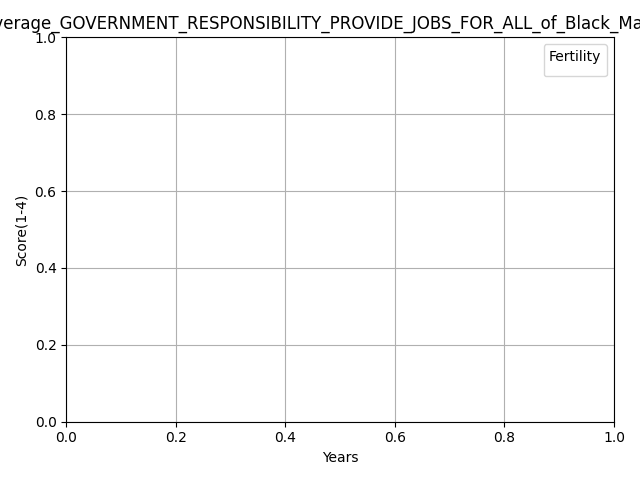 verage_GOVERNMENT_RESPONSIBILITY_PROVIDE_JOBS_FOR_ALL_of_Black_Ma
Fertility
1.0
0.8
0.6
0.4
0.2
0.0
Score(1-4)
0.0 0.2 0.4 0.6 0.8 1.0
Years